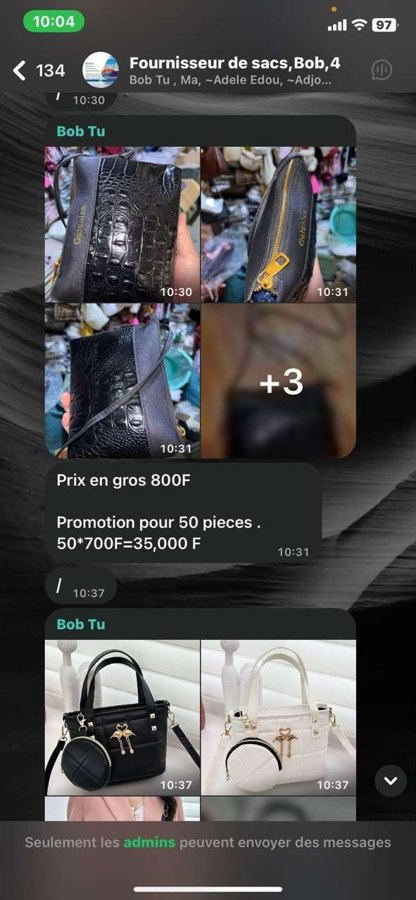 10:04
97
134
Fournisseur de sacs,Bob,4
Bob Tu , Ma, ~Adele Edou, ~Adjo...
/ 10:30
Bob Tu
10:30
10:31
10:31
+3
Prix en gros 800F
Promotion pour 50 pieces .
50*700F=35,000 F
10:31
/ 10:37
Bob Tu
10:37
10:37
Seulement les admins peuvent envoyer des messages